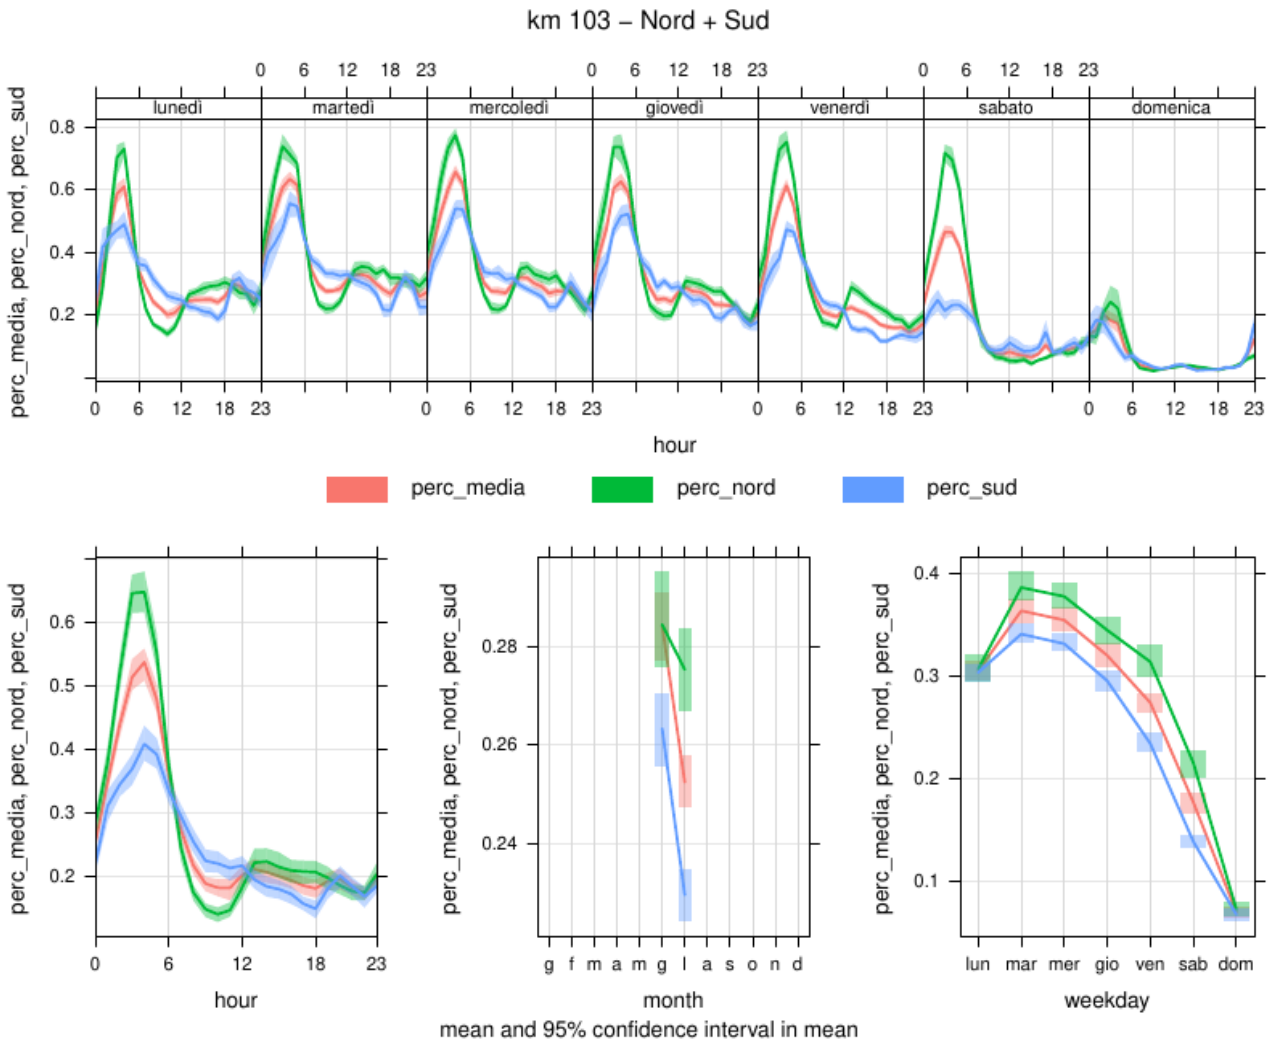 km 103 – Nord + Sud
0 6 12 18 23 0 6 12 18 23 0 6 12 18 23
lunedì martedì mercoledì giovedì venerdì sabato domenica
perc_media, perc_nord, perc_sud
0.8
0.6
0.4
0.2
0 6 12 18 23 0 6 12 18 23 0 6 12 18 23 0 6 12 18 23
hour
perc_media perc_nord perc_sud
perc_media, perc_nord, perc_sud
0.6
0.5
0.4
0.3
0.2
0 6 12 18 23
hour
perc_media, perc_nord, perc_sud
0.28
0.26
0.24
g f m a m g l a s o n d
month
perc_media, perc_nord, perc_sud
0.4
0.3
0.2
0.1
lun mar mer gio ven sab dom
weekday
mean and 95% confidence interval in mean